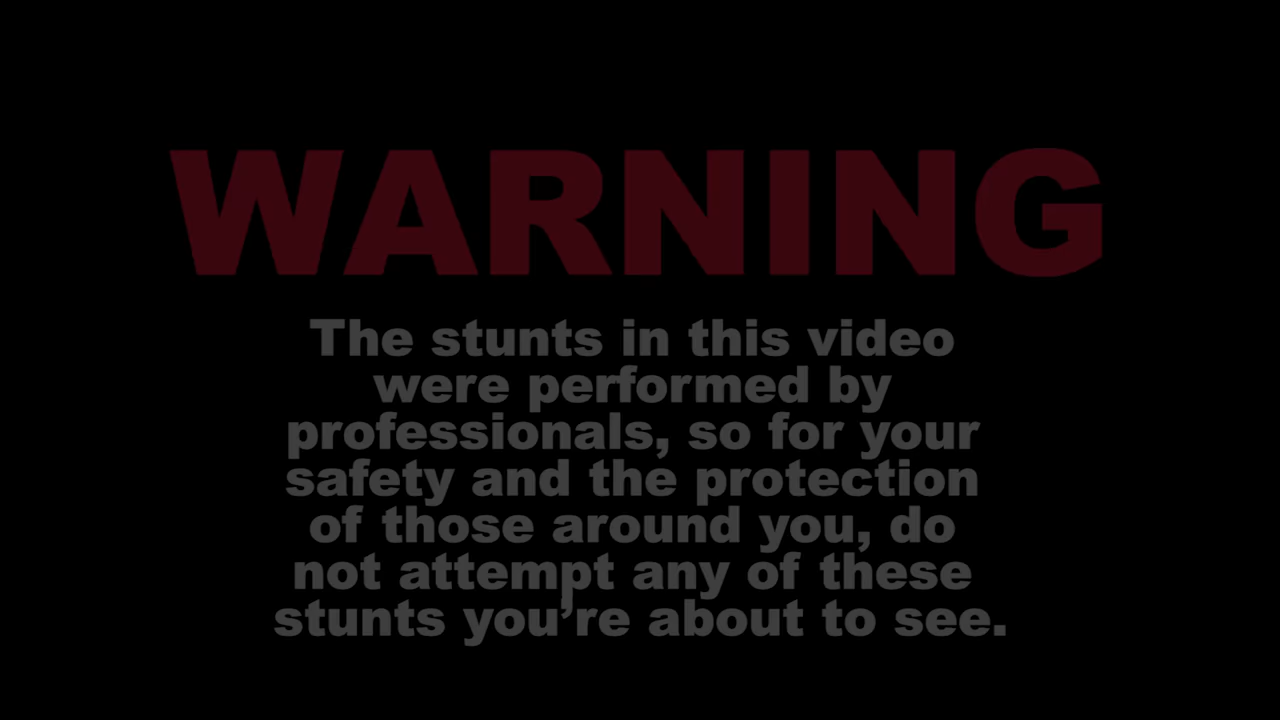 WARNING
The stunts in this video
were performed by
professionals, so for your
safety and the protection
of those around you, do
not attempt any of these
stunts you're about to see.